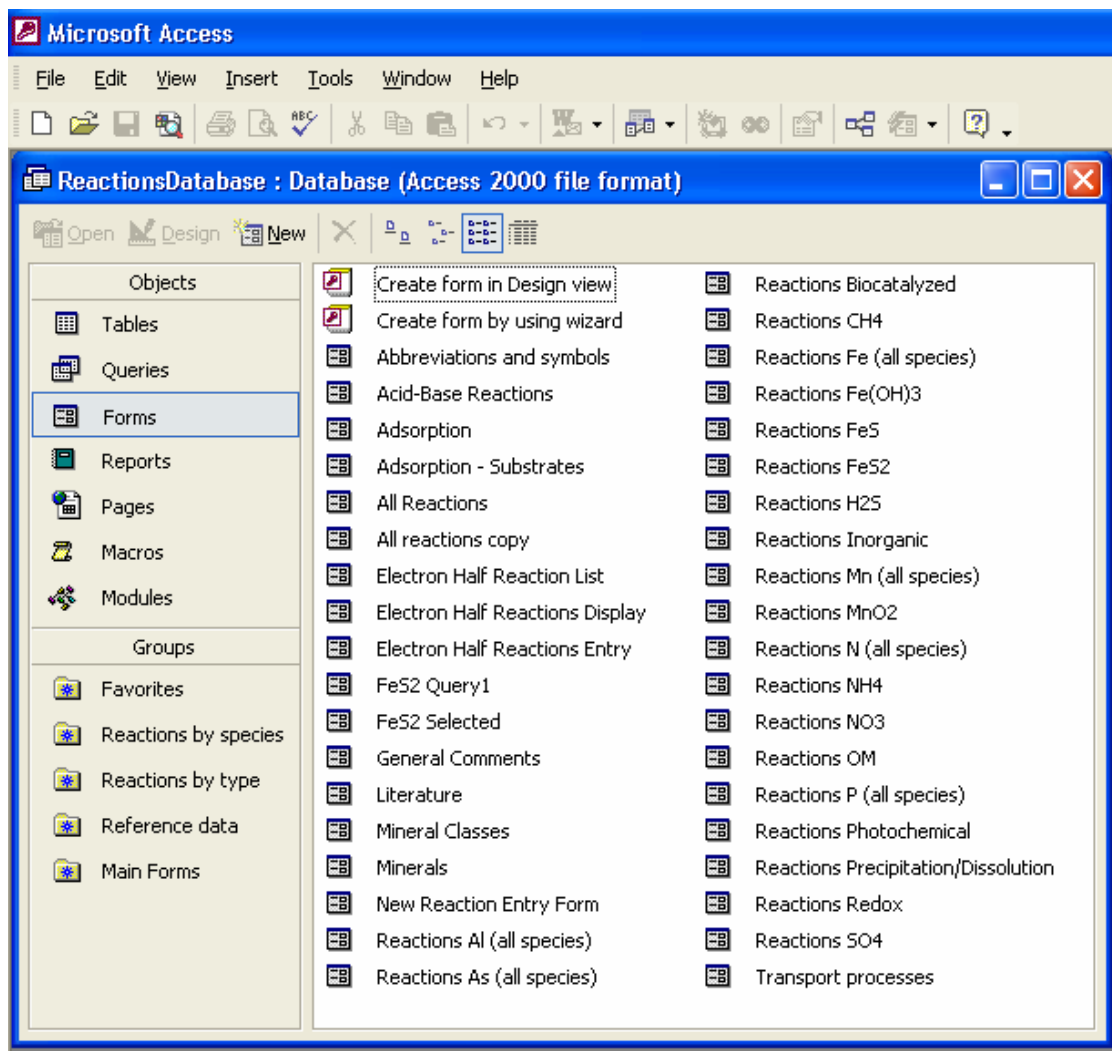 Microsoft Access
File Edit View Insert Tools Window Help
ABC
ReactionsDatabase : Database (Access 2000 file format)
Open Design New
Objects
Tables
Queries
Forms
Reports
Pages
Macros
Modules
Groups
Favorites
Reactions by species
Reactions by type
Reference data
Main Forms
Create form in Design view
Create form by using wizard
Abbreviations and symbols
Acid-Base Reactions
Adsorption
Adsorption - Substrates
All Reactions
All reactions copy
Electron Half Reaction List
Electron Half Reactions Display
Electron Half Reactions Entry
FeS2 Query1
FeS2 Selected
General Comments
Literature
Mineral Classes
Minerals
New Reaction Entry Form
Reactions Al (all species)
Reactions As (all species)
Reactions Biocatalyzed
Reactions CH4
Reactions Fe (all species)
Reactions Fe(OH)3
Reactions FeS
Reactions FeS2
Reactions H2S
Reactions Inorganic
Reactions Mn (all species)
Reactions MnO2
Reactions N (all species)
Reactions NH4
Reactions NO3
Reactions OM
Reactions P (all species)
Reactions Photochemical
Reactions Precipitation/Dissolution
Reactions Redox
Reactions SO4
Transport processes